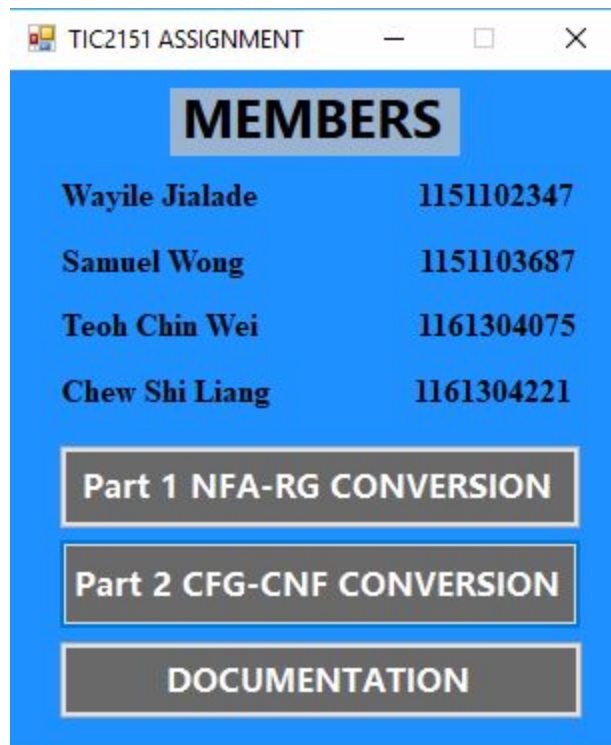 TIC2151 ASSIGNMENT
MEMBERS
Wayile Jialade 1151102347
Samuel Wong 1151103687
Teoh Chin Wei 1161304075
Chew Shi Liang 1161304221
Part 1 NFA-RG CONVERSION
Part 2 CFG-CNF CONVERSION
DOCUMENTATION